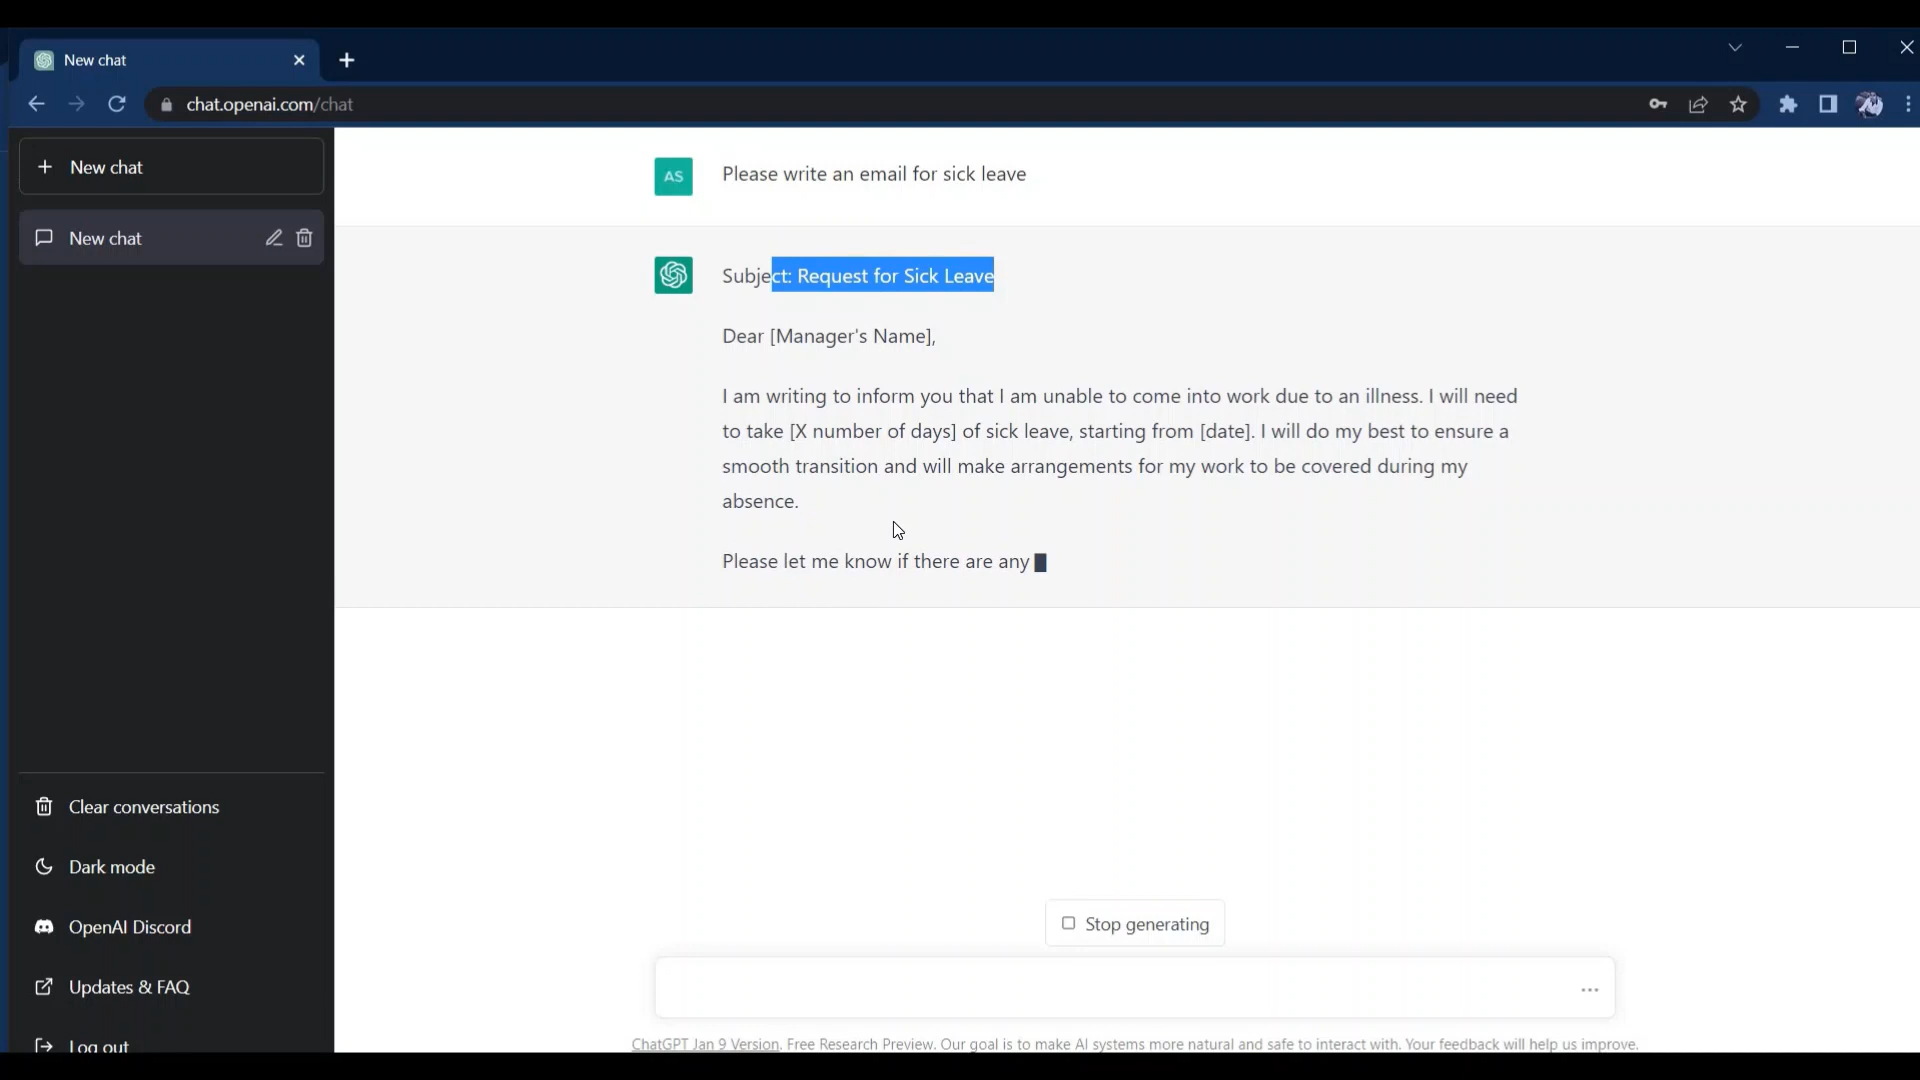 New chat
chat.openai.com/chat
New chat
New chat
Clear conversations
Dark mode
OpenAI Discord
Updates & FAQ
Log out
AS
Please write an email for sick leave
Subject: Request for Sick Leave
Dear [Manager's Name],
I am writing to inform you that I am unable to come into work due to an illness. I will need
to take [X number of days] of sick leave, starting from [date]. I will do my best to ensure a
smooth transition and will make arrangements for my work to be covered during my
absence.
Please let me know if there are any
Stop generating
ChatGPT Jan 9 Version. Free Research Preview. Our goal is to make AI systems more natural and safe to interact with. Your feedback will help us improve.